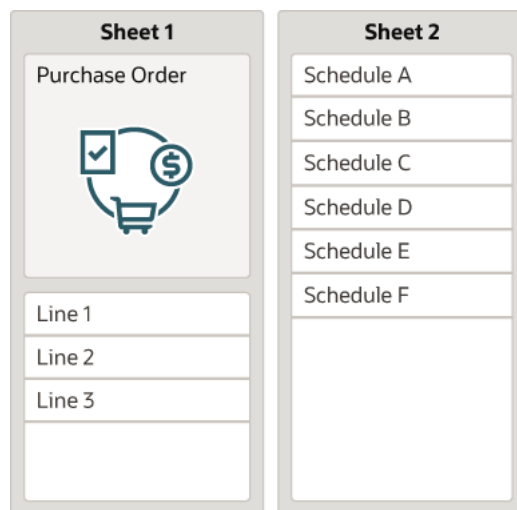 Sheet 1
Purchase Order
$
Line 1
Line 2
Line 3
Sheet 2
Schedule A
Schedule B
Schedule C
Schedule D
Schedule E
Schedule F